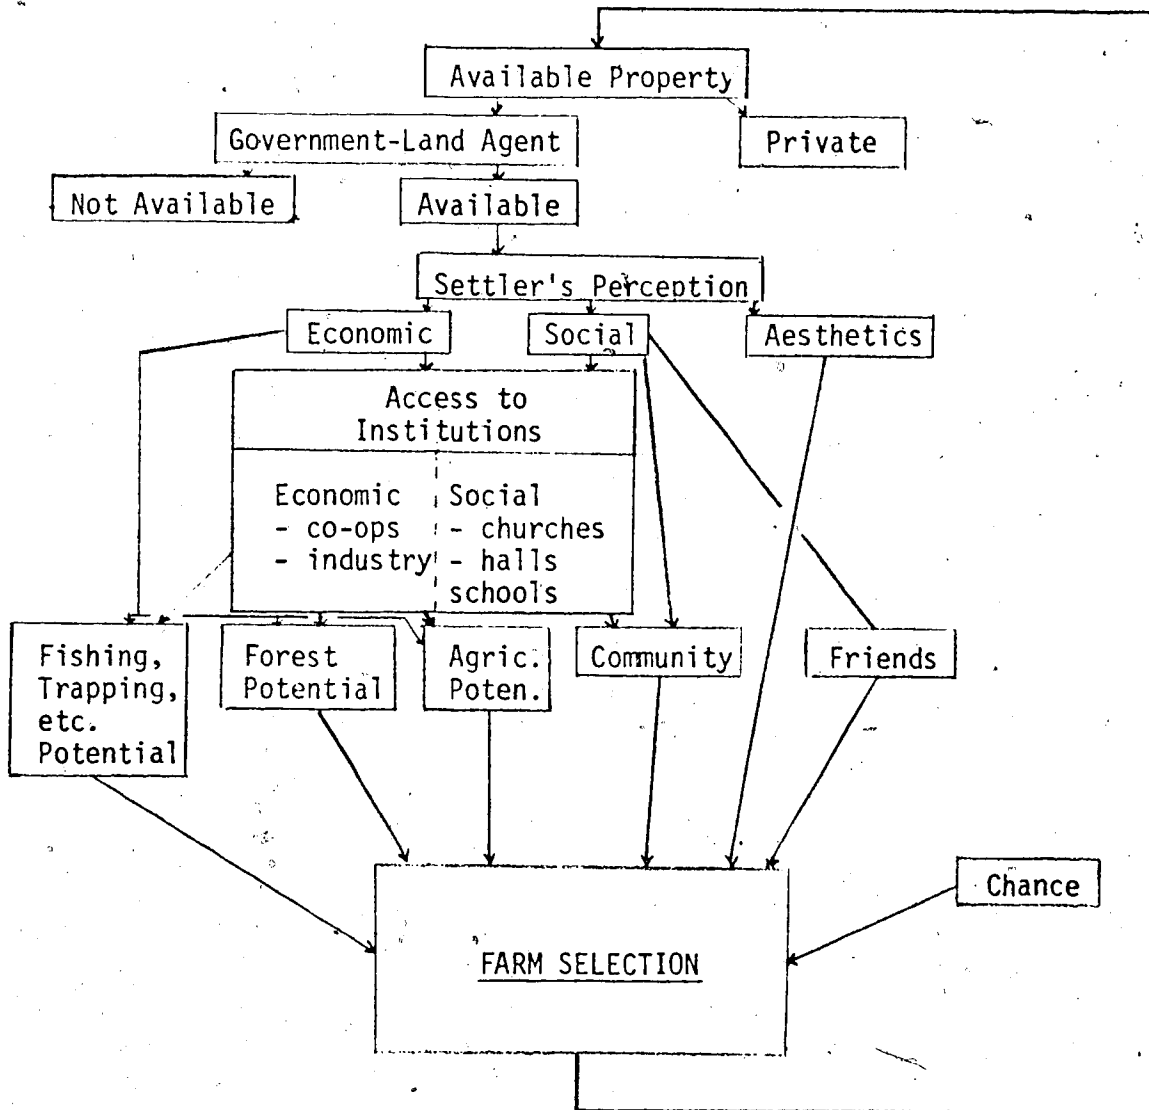 Available Property
Government-Land Agent
Private
Not Available
Available
Settler's Perception
Economic
Social
Aesthetics
Access to
Institutions
Economic
- co-ops
- industry
Social
- churches
- halls
schools
Fishing,
Trapping,
etc.
Potential
Forest
Potential
Agric.
Poten.
Community
Friends
Chance
FARM SELECTION